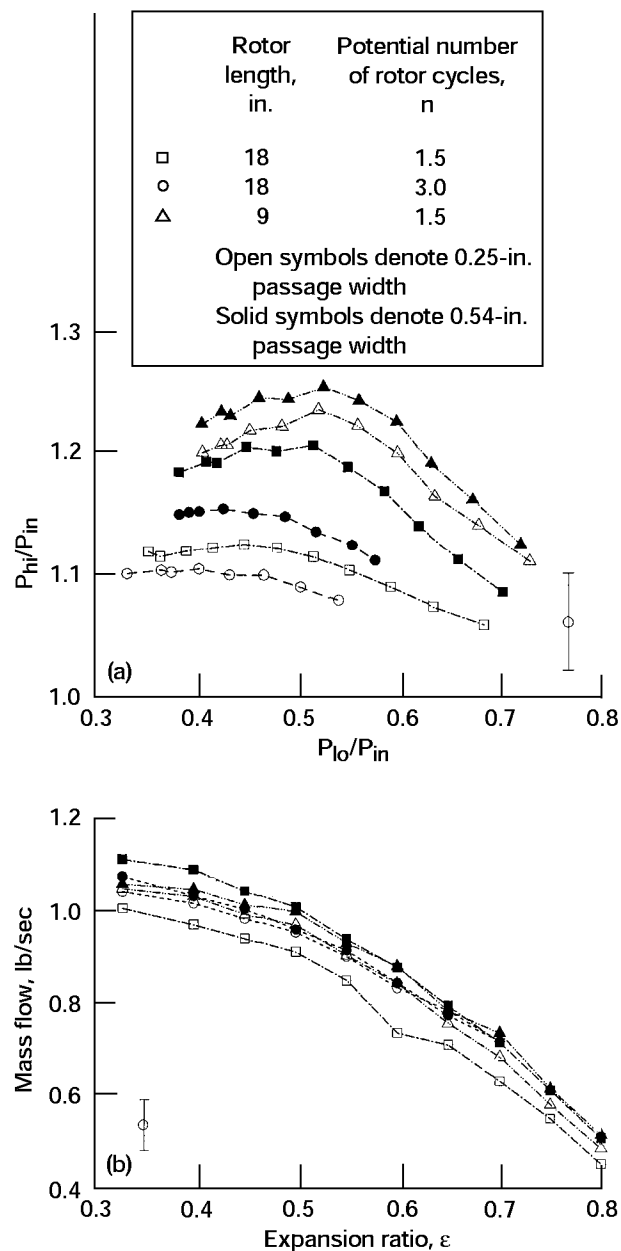 Rotor length, in.
Potential number of rotor cycles, n
18 1.5
18 3.0
9 1.5
Open symbols denote 0.25-in.
passage width
Solid symbols denote 0.54-in.
passage width
1.3
1.2
1.1
1.0
P_hi/P_in
(a)
0.3 0.4 0.5 0.6 0.7 0.8
P_lo/P_in
1.2
1.0
0.8
0.6
0.4
Mass flow, lb/sec
(b)
0.3 0.4 0.5 0.6 0.7 0.8
Expansion ratio, ε